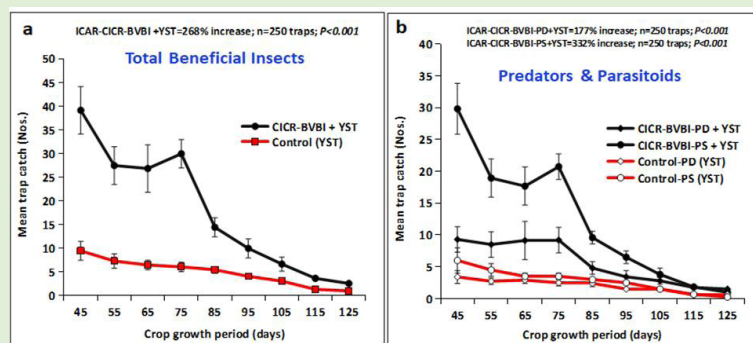 a
ICAR-CICR-BVBI +YST=268% increase; n=250 traps; P<0.001
Total Beneficial Insects
50
45
40
35
30
25
20
15
10
5
0
Mean trap catch (Nos.)
CICR-BVBI + YST
Control (YST)
45 55 65 75 85 95 105 115 125
Crop growth period (days)
b
ICAR-CICR-BVBI-PD+YST=177% increase; n=250 traps; P<0.001
ICAR-CICR-BVBI-PS+YST=332% increase; n=250 traps; P<0.001
Predators & Parasitoids
40
35
30
25
20
15
10
5
0
Mean trap catch (Nos.)
CICR-BVBI-PD + YST
CICR-BVBI-PS + YST
Control-PD (YST)
Control-PS (YST)
45 55 65 75 85 95 105 115 125
Crop growth period (days)